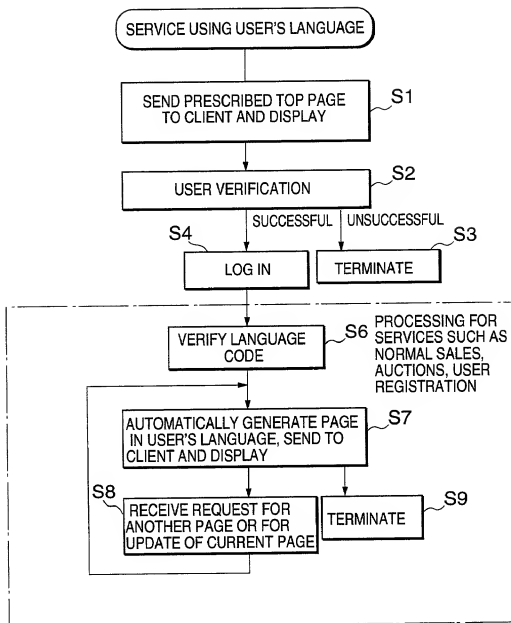 SERVICE USING USER'S LANGUAGE
SEND PRESCRIBED TOP PAGE
TO CLIENT AND DISPLAY
S1
USER VERIFICATION
S2
SUCCESSFUL
UNSUCCESSFUL
S4
LOG IN
S3
TERMINATE
VERIFY LANGUAGE
CODE
S6
PROCESSING FOR
SERVICES SUCH AS
NORMAL SALES,
AUCTIONS, USER
REGISTRATION
AUTOMATICALLY GENERATE PAGE
IN USER'S LANGUAGE, SEND TO
CLIENT AND DISPLAY
S7
S8
RECEIVE REQUEST FOR
ANOTHER PAGE OR FOR
UPDATE OF CURRENT PAGE
TERMINATE
S9